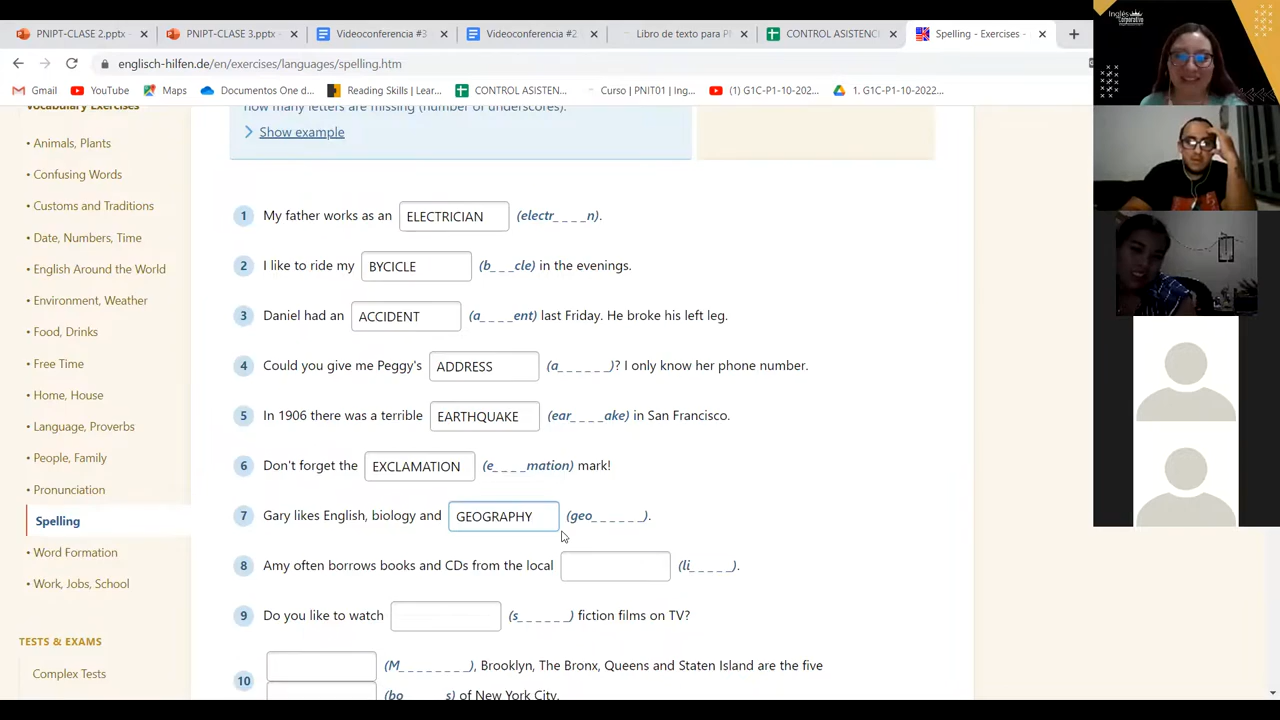 PNIPT-CLASE 2.pptx
PNIPT-CLASE 3.pptx
Videoconferencia #
Videoconferencia #2
Libro de texto para Pl
CONTROL ASISTENC
Spelling - Exercises -
englisch-hilfen.de/en/exercises/languages/spelling.htm
Gmail
YouTube
Maps
Documentos One d...
Reading Skills | Lear...
CONTROL ASISTEN...
Curso | PNIT01 | ing...
(1) G1C-P1-10-202...
1. G1C-P1-10-2022...
Inglés
Corporativo
Vocabulary Exercises
• Animals, Plants
• Confusing Words
• Customs and Traditions
• Date, Numbers, Time
• English Around the World
• Environment, Weather
• Food, Drinks
• Free Time
• Home, House
• Language, Proverbs
• People, Family
• Pronunciation
Spelling
• Word Formation
• Work, Jobs, School
TESTS & EXAMS
Complex Tests
how many letters are missing (number of underscores).
Show example
1 My father works as an ELECTRICIAN (electr_ _ _ _n).
2 I like to ride my BYCICLE (b_ _ _cle) in the evenings.
3 Daniel had an ACCIDENT (a_ _ _ _ent) last Friday. He broke his left leg.
4 Could you give me Peggy's ADDRESS (a_ _ _ _ _ _)? I only know her phone number.
5 In 1906 there was a terrible EARTHQUAKE (ear_ _ _ _ake) in San Francisco.
6 Don't forget the EXCLAMATION (e_ _ _ _mation) mark!
7 Gary likes English, biology and GEOGRAPHY (geo_ _ _ _ _ _).
8 Amy often borrows books and CDs from the local (li_ _ _ _ _).
9 Do you like to watch (s_ _ _ _ _ _) fiction films on TV?
10 (M_ _ _ _ _ _ _ _), Brooklyn, The Bronx, Queens and Staten Island are the five
(bo_ _ _ _ _s) of New York City.